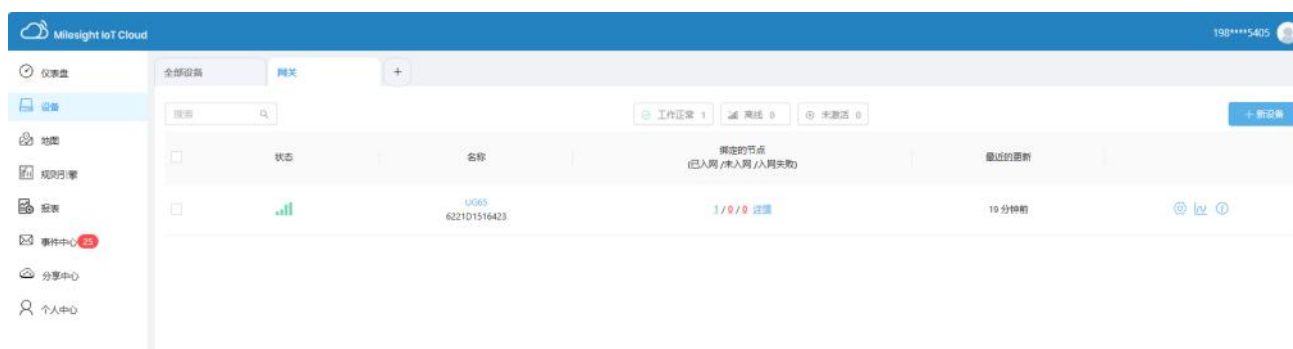 Milesight IoT Cloud
198****5405
仪表盘
设备
地图
规则引擎
报表
事件中心 25
分享中心
个人中心
全部设备
网关
+
搜索
工作正常 1
离线 0
未激活 0
+ 新设备
状态
名称
绑定的节点
(已入网 /未入网 /入网失败)
最近的更新
UG65
6221D1516423
1 / 0 / 0 详情
19 分钟前